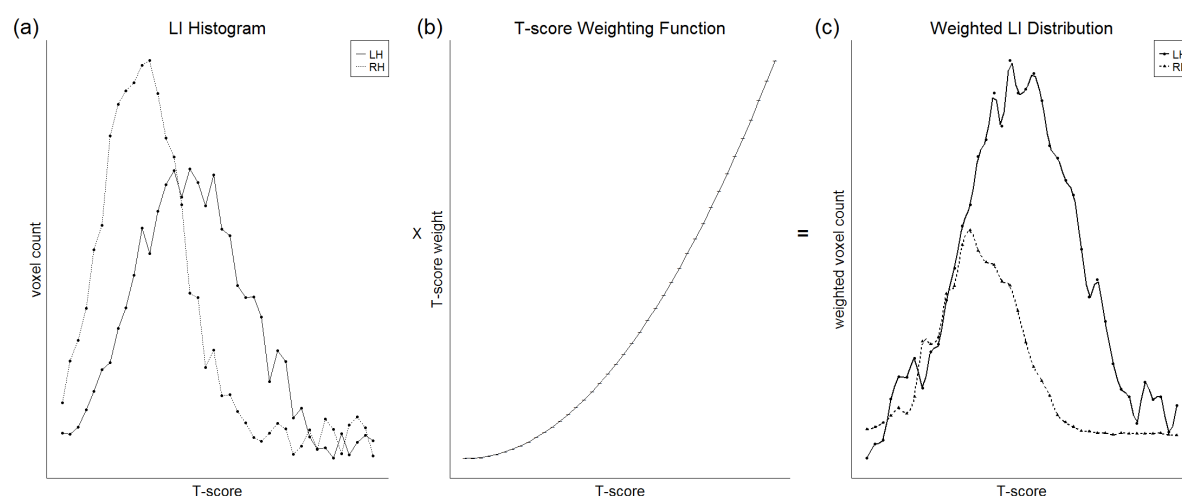 (a)
LI Histogram
LH
RH
voxel count
T-score
X
(b)
T-score Weighting Function
T-score weight
T-score
=
(c)
Weighted LI Distribution
LH
weighted voxel count
T-score